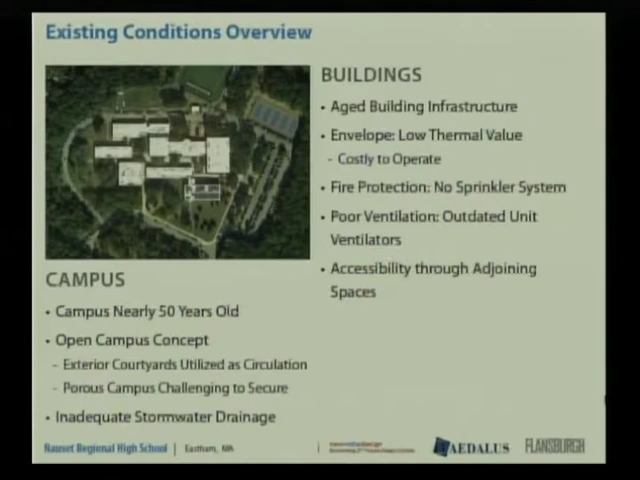 Existing Conditions Overview
BUILDINGS
• Aged Building Infrastructure
• Envelope: Low Thermal Value
- Costly to Operate
• Fire Protection: No Sprinkler System
• Poor Ventilation: Outdated Unit
Ventilators
• Accessibility through Adjoining
Spaces
CAMPUS
• Campus Nearly 50 Years Old
• Open Campus Concept
- Exterior Courtyards Utilized as Circulation
- Porous Campus Challenging to Secure
• Inadequate Stormwater Drainage
Nauset Regional High School | Eastham, MA
DAEDALUS
FLANSBURGH